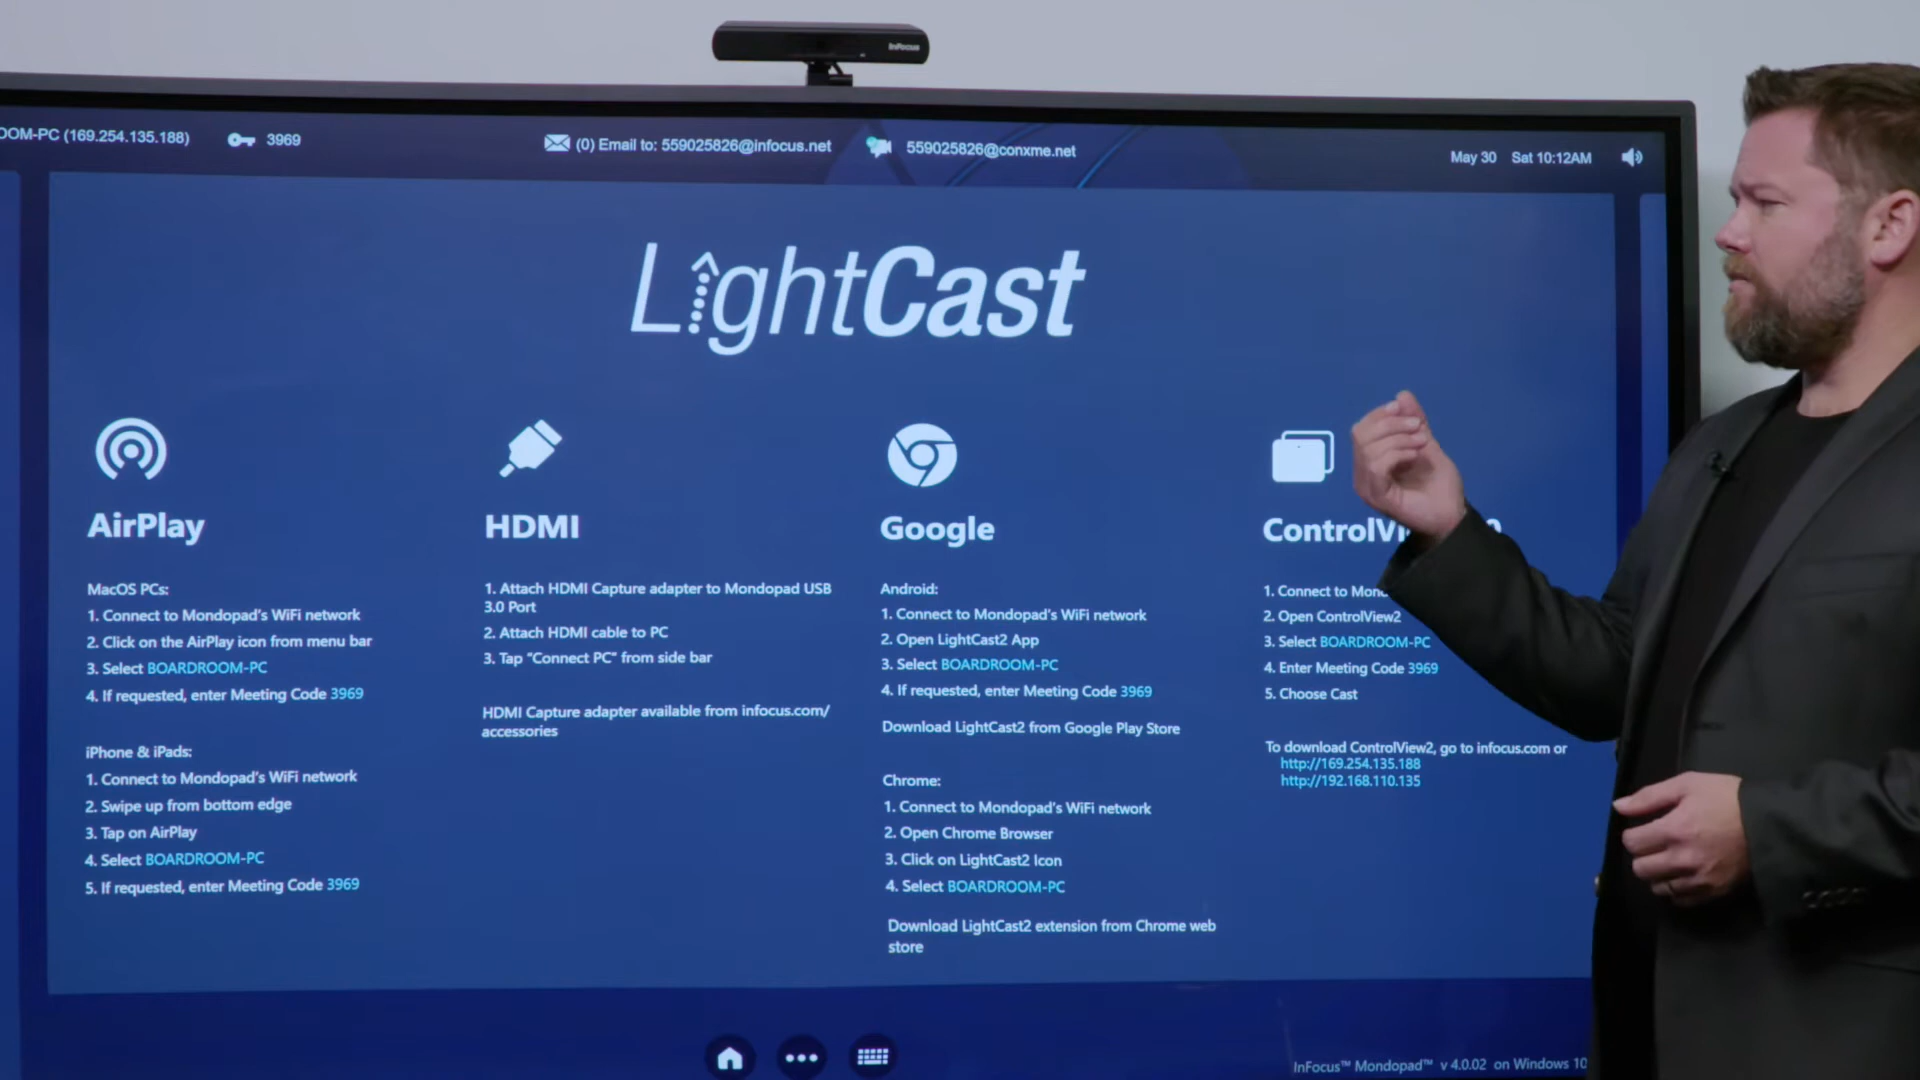 InFocus
OOM-PC (169.254.135.188)
3969
(0) Email to: 559025826@infocus.net
559025826@conxme.net
May 30 Sat 10:12AM
LightCast
AirPlay
MacOS PCs:
1. Connect to Mondopad's WiFi network
2. Click on the AirPlay icon from menu bar
3. Select BOARDROOM-PC
4. If requested, enter Meeting Code 3969
iPhone & iPads:
1. Connect to Mondopad's WiFi network
2. Swipe up from bottom edge
3. Tap on AirPlay
4. Select BOARDROOM-PC
5. If requested, enter Meeting Code 3969
HDMI
1. Attach HDMI Capture adapter to Mondopad USB
3.0 Port
2. Attach HDMI cable to PC
3. Tap "Connect PC" from side bar
HDMI Capture adapter available from infocus.com/
accessories
Google
Android:
1. Connect to Mondopad's WiFi network
2. Open LightCast2 App
3. Select BOARDROOM-PC
4. If requested, enter Meeting Code 3969
Download LightCast2 from Google Play Store
Chrome:
1. Connect to Mondopad's WiFi network
2. Open Chrome Browser
3. Click on LightCast2 Icon
4. Select BOARDROOM-PC
Download LightCast2 extension from Chrome web
store
ControlVi
1. Connect to Mon
2. Open ControlView2
3. Select BOARDROOM-PC
4. Enter Meeting Code 3969
5. Choose Cast
To download ControlView2, go to infocus.com or
http://169.254.135.188
http://192.168.110.135
InFocus™ Mondopad™ v 4.0.02 on Windows 10